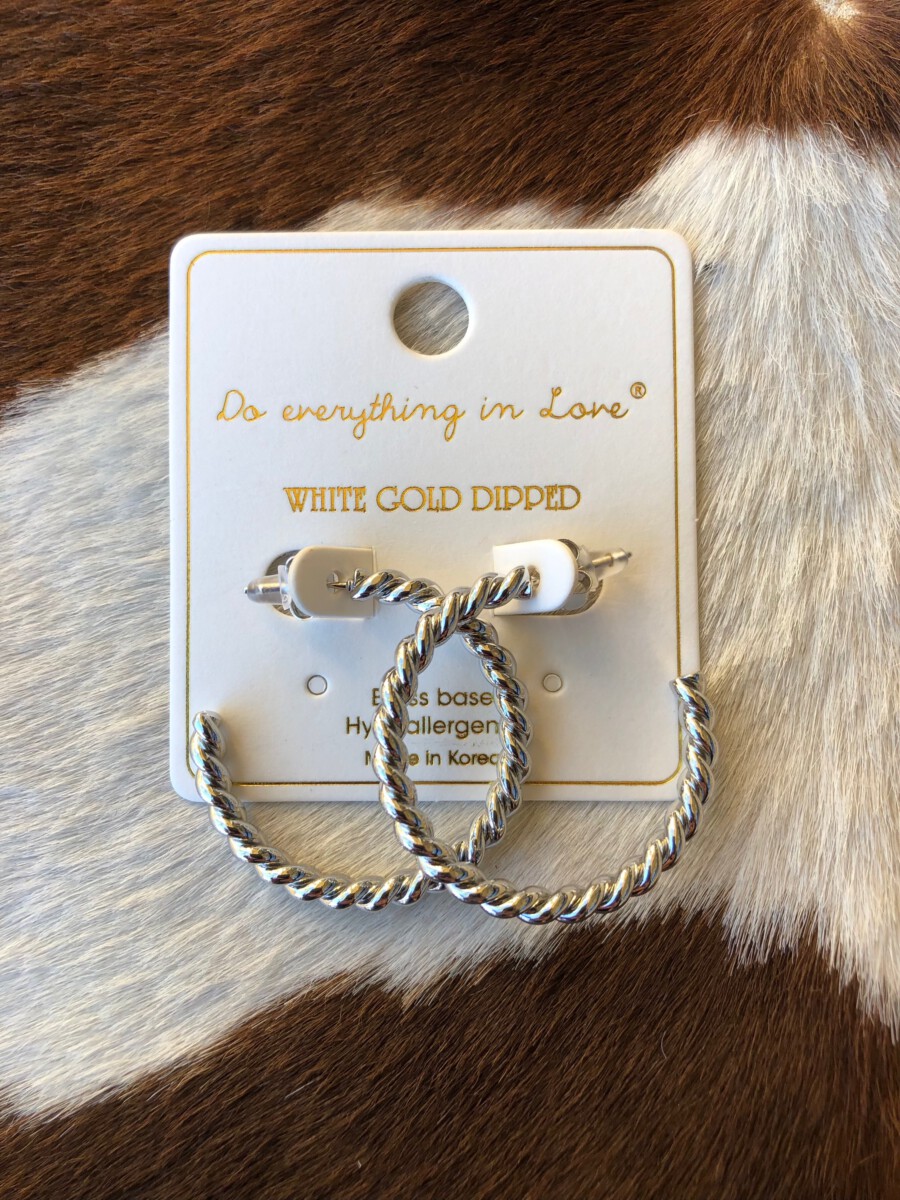 Do everything in Love®
WHITE GOLD DIPPED
base
in Korea